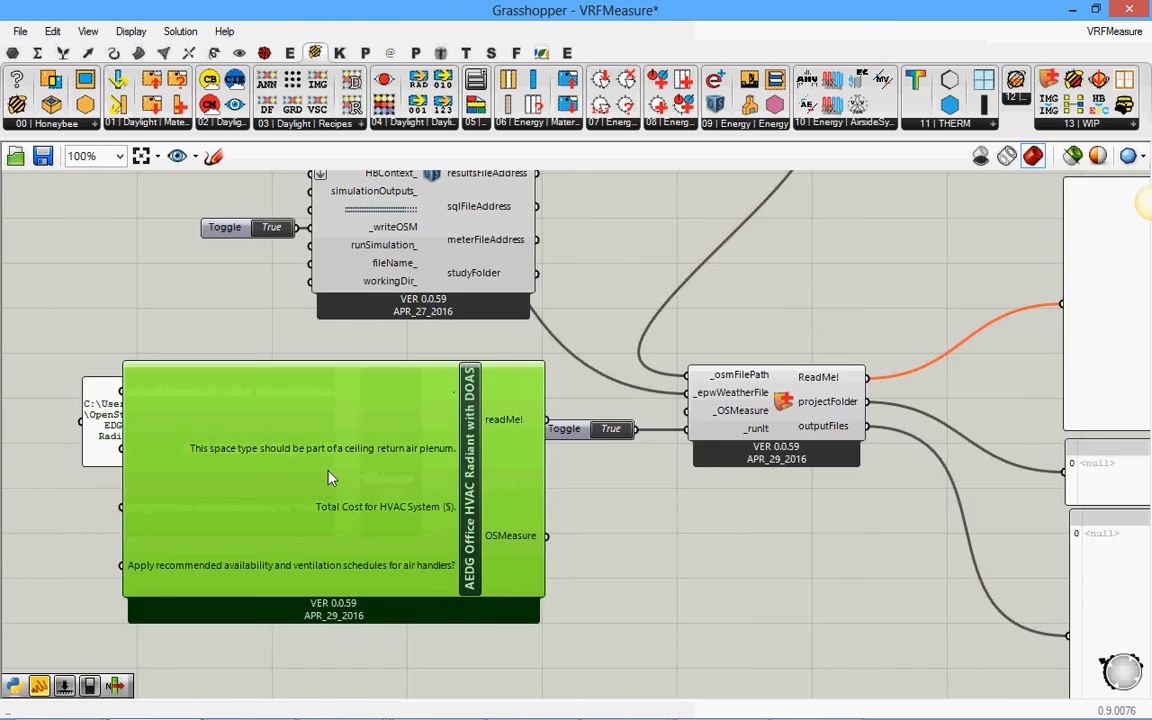 Grasshopper - VRFMeasure*
File Edit View Display Solution Help
VRFMeasure
E K P @ P T S F E
00 | Honeybee
01 | Daylight | Mate...
02 | Daylig...
03 | Daylight | Recipes
04 | Daylight | Dayli...
05 |...
06 | Energy | Mater...
07 | Energ...
08 | Energ...
09 | Energy | Energy
10 | Energy | AirsideSy...
11 | THERM
12 |...
13 | WIP
100%
HBContext_
resultsFileAddress
simulationOutputs_
sqlFileAddress
Toggle True
_writeOSM
runSimulation_
meterFileAddress
fileName_
studyFolder
workingDir_
VER 0.0.59
APR_27_2016
C:\Use
\OpenSt
EDG
Radi
.
This space type should be part of a ceiling return air plenum.
Total Cost for HVAC System ($).
Apply recommended availability and ventilation schedules for air handlers?
AEDG Office HVAC Radiant with DOAS
readMe!
OSMeasure
VER 0.0.59
APR_29_2016
Toggle True
_osmFilePath
_epwWeatherFile
_OSMeasure
_runIt
ReadMe!
projectFolder
outputFiles
VER 0.0.59
APR_29_2016
0 <null>
0 <null>
0.9.0076